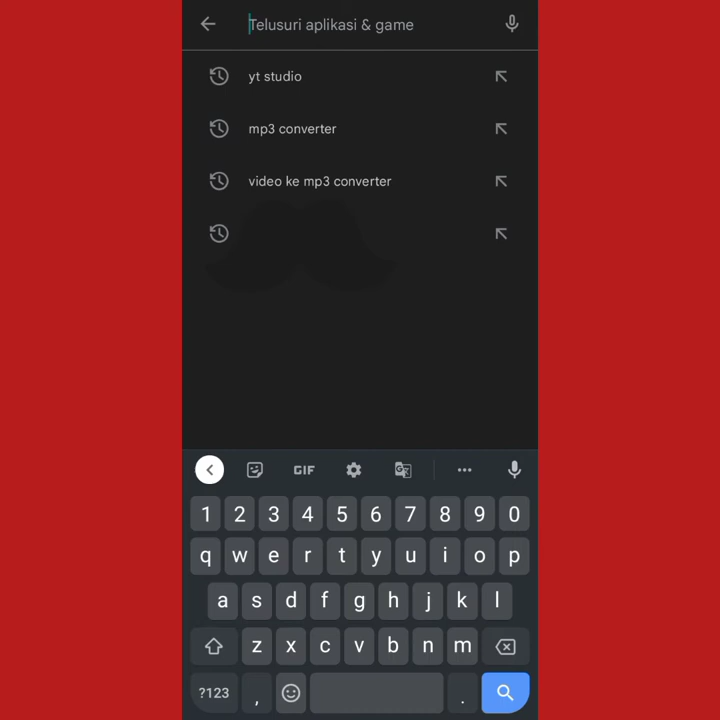 Telusuri aplikasi & game
yt studio
mp3 converter
video ke mp3 converter
GIF
1 2 3 4 5 6 7 8 9 0
q w e r t y u i o p
a s d f g h j k l
z x c v b n m
?123 , .